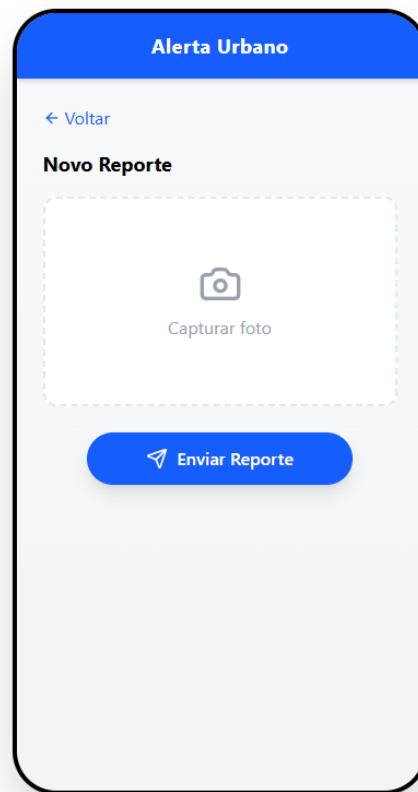 Alerta Urbano
Voltar
Novo Reporte
Capturar foto
Enviar Reporte